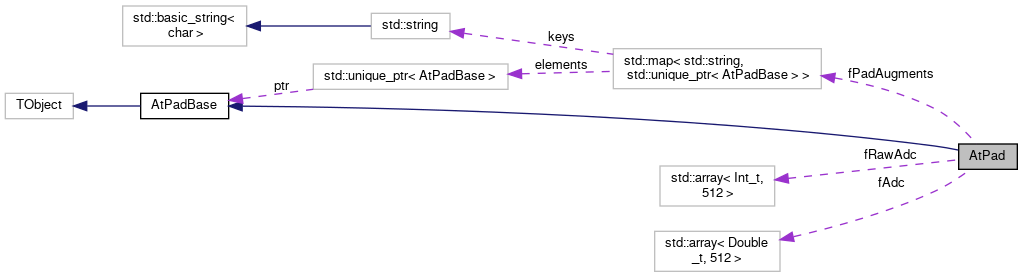 std::basic_string<
char >
std::string
keys
std::map< std::string,
std::unique_ptr< AtPadBase > >
fPadAugments
elements
std::unique_ptr< AtPadBase >
ptr
TObject
AtPadBase
AtPad
fRawAdc
std::array< Int_t,
512 >
fAdc
std::array< Double
_t, 512 >